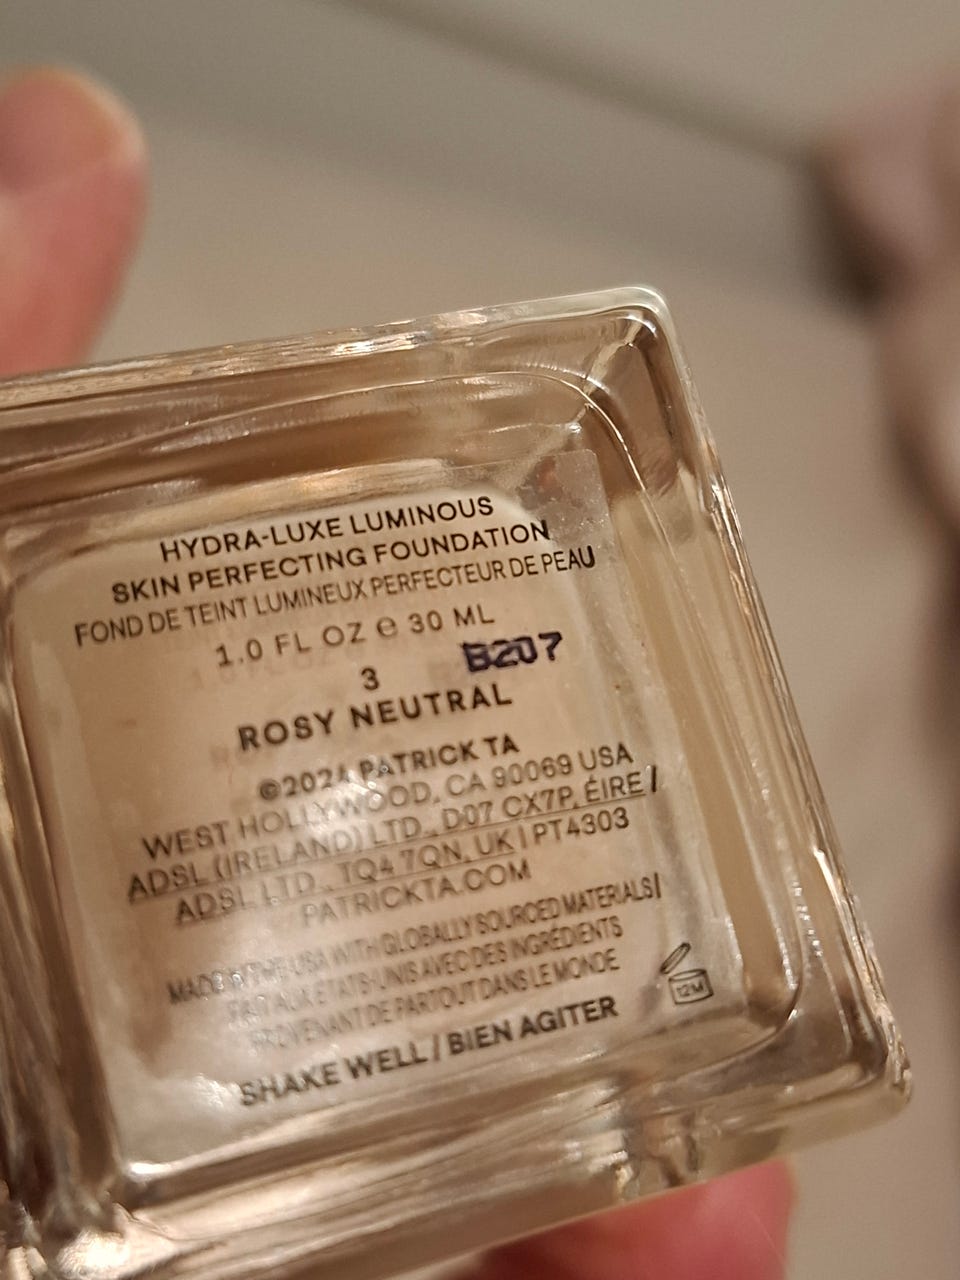 HYDRA-LUXE LUMINOUS
SKIN PERFECTING FOUNDATION
FOND DE TEINT LUMINEUX PERFECTEUR DE PEAU
1.0 FL OZ ℮ 30 ML
3 B207
ROSY NEUTRAL
©2024 PATRICK TA
WEST HOLLYWOOD, CA 90069 USA
ADSL (IRELAND) LTD., D07 CX7P, ÉIRE /
ADSL LTD., TQ4 7QN, UK | PT4303
PATRICKTA.COM
MADE IN THE USA WITH GLOBALLY SOURCED MATERIALS /
FAIT AUX ÉTATS-UNIS AVEC DES INGRÉDIENTS
PROVENANT DE PARTOUT DANS LE MONDE
12M
SHAKE WELL / BIEN AGITER